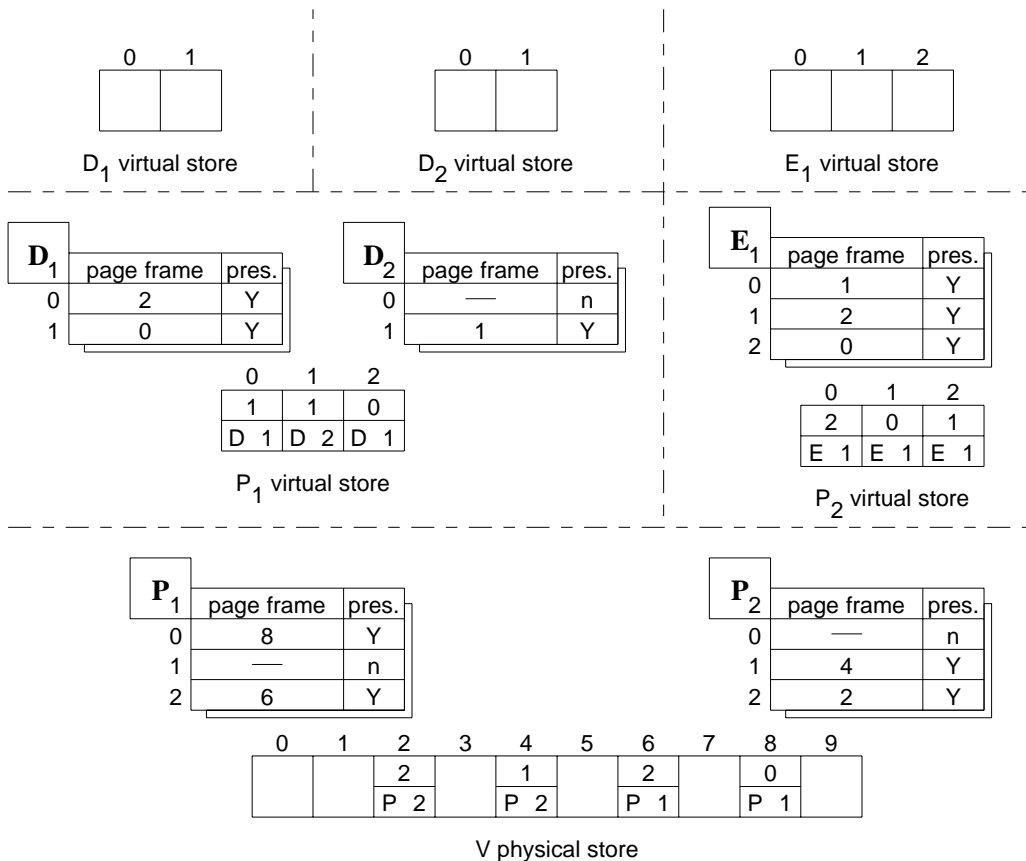 0 1
0 1
0 1 2
D1 virtual store
D2 virtual store
E1 virtual store
D1
page frame pres.
0 2 Y
1 0 Y
D2
page frame pres.
0 — n
1 1 Y
E1
page frame pres.
0 1 Y
1 2 Y
2 0 Y
0 1 2
1 1 0
D 1 D 2 D 1
P1 virtual store
0 1 2
2 0 1
E 1 E 1 E 1
P2 virtual store
P1
page frame pres.
0 8 Y
1 — n
2 6 Y
P2
page frame pres.
0 — n
1 4 Y
2 2 Y
0 1 2 3 4 5 6 7 8 9
2 1 2 0
P 2 P 2 P 1 P 1
V physical store